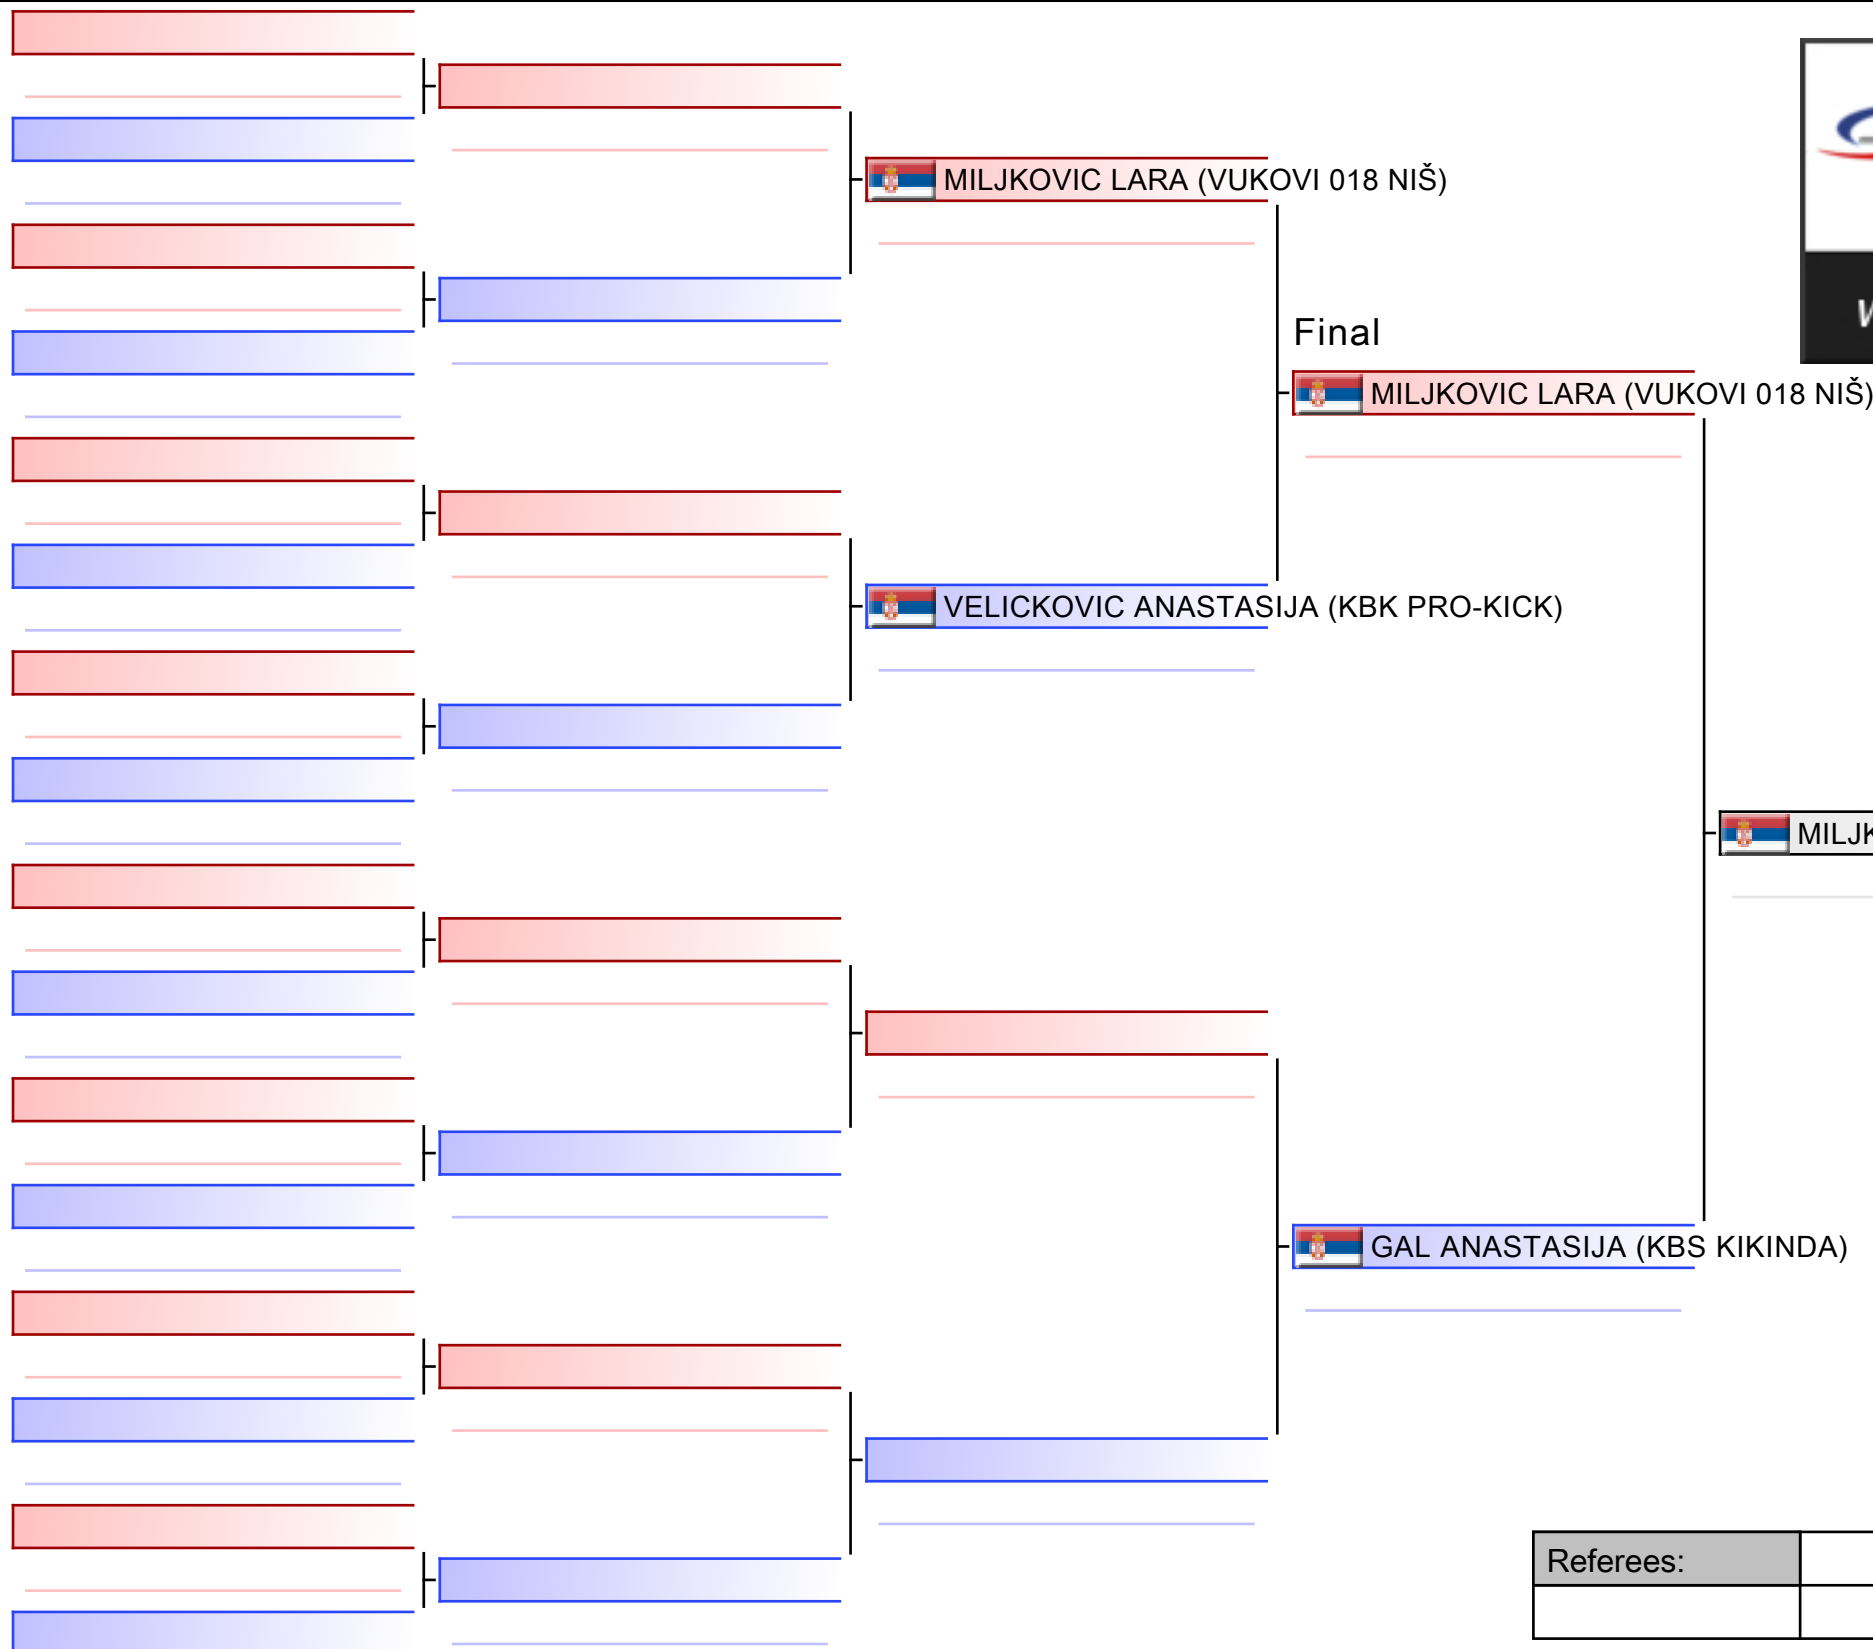 MILJKOVIC LARA (VUKOVI 018 NIŠ)
Final
MILJKOVIC LARA (VUKOVI 018 NIŠ)
VELICKOVIC ANASTASIJA (KBK PRO-KICK)
GAL ANASTASIJA (KBS KIKINDA)
Referees: